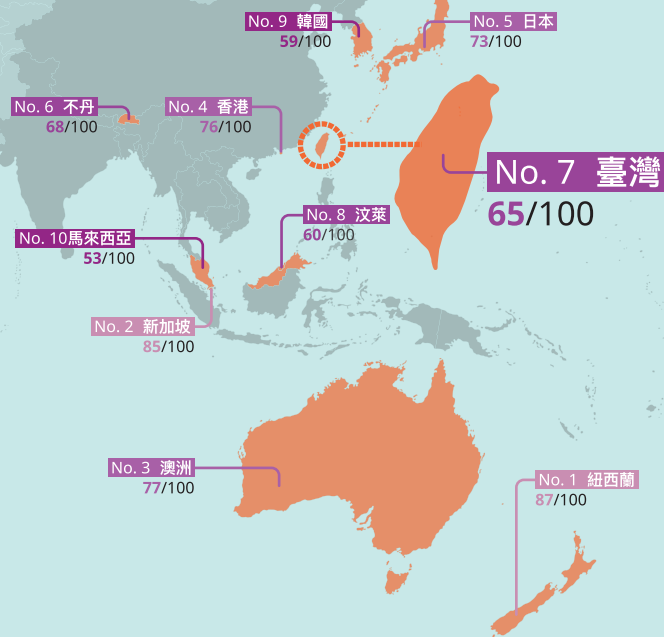 No. 9 韓國
59/100
No. 5 日本
73/100
No. 6 不丹
68/100
No. 4 香港
76/100
No. 7 臺灣
65/100
No. 8 汶萊
60/100
No. 10馬來西亞
53/100
No. 2 新加坡
85/100
No. 3 澳洲
77/100
No. 1 紐西蘭
87/100